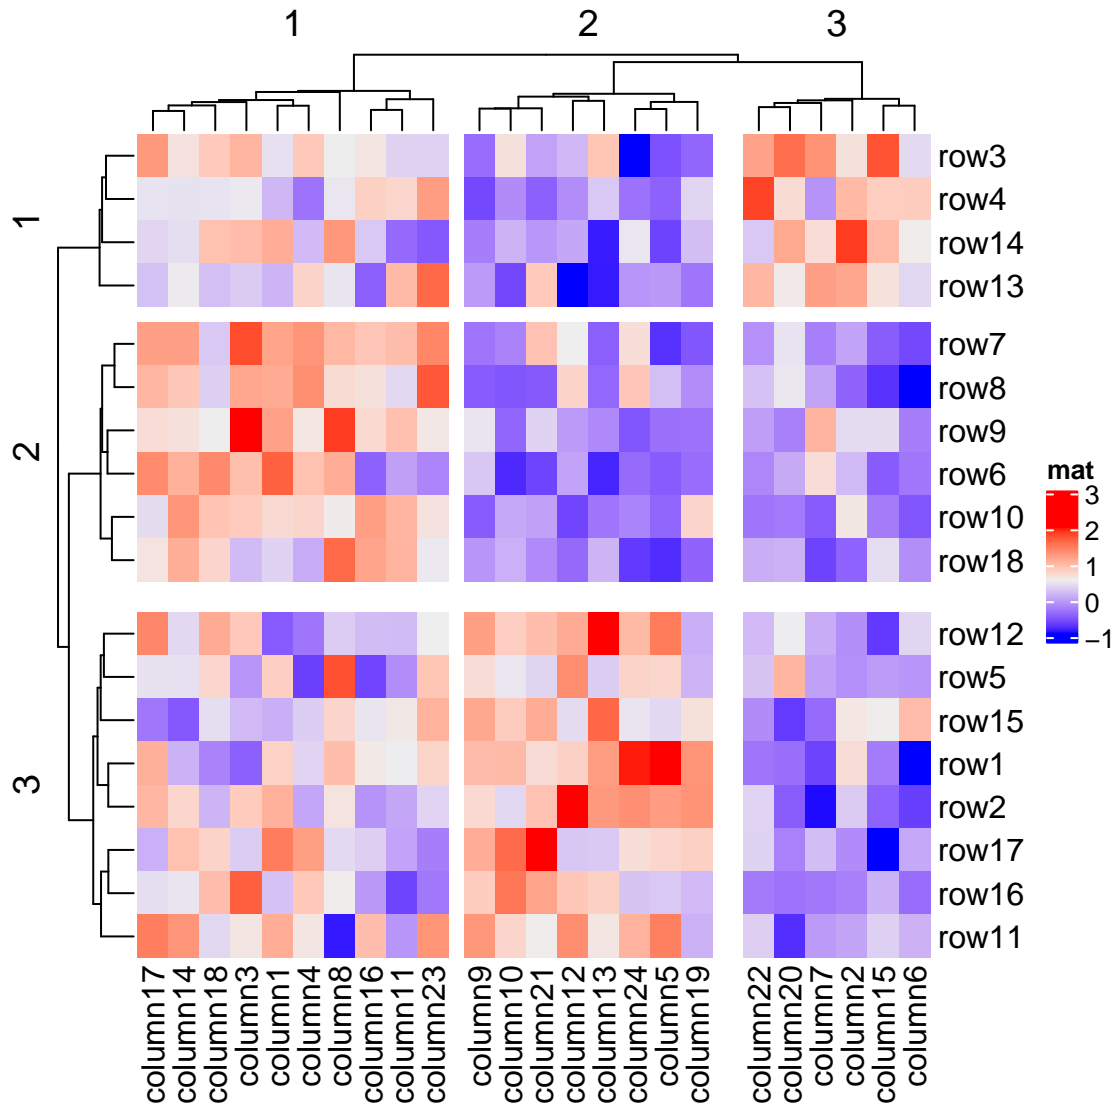 1
2
3
row3
row4
row14
row13
1
row7
row8
row9
row6
row10
row18
2
row12
row5
row15
row1
row2
row17
row16
row11
3
mat
3
2
1
0
−1
column17
column14
column18
column3
column1
column4
column8
column16
column11
column23
column9
column10
column21
column12
column13
column24
column5
column19
column22
column20
column7
column2
column15
column6